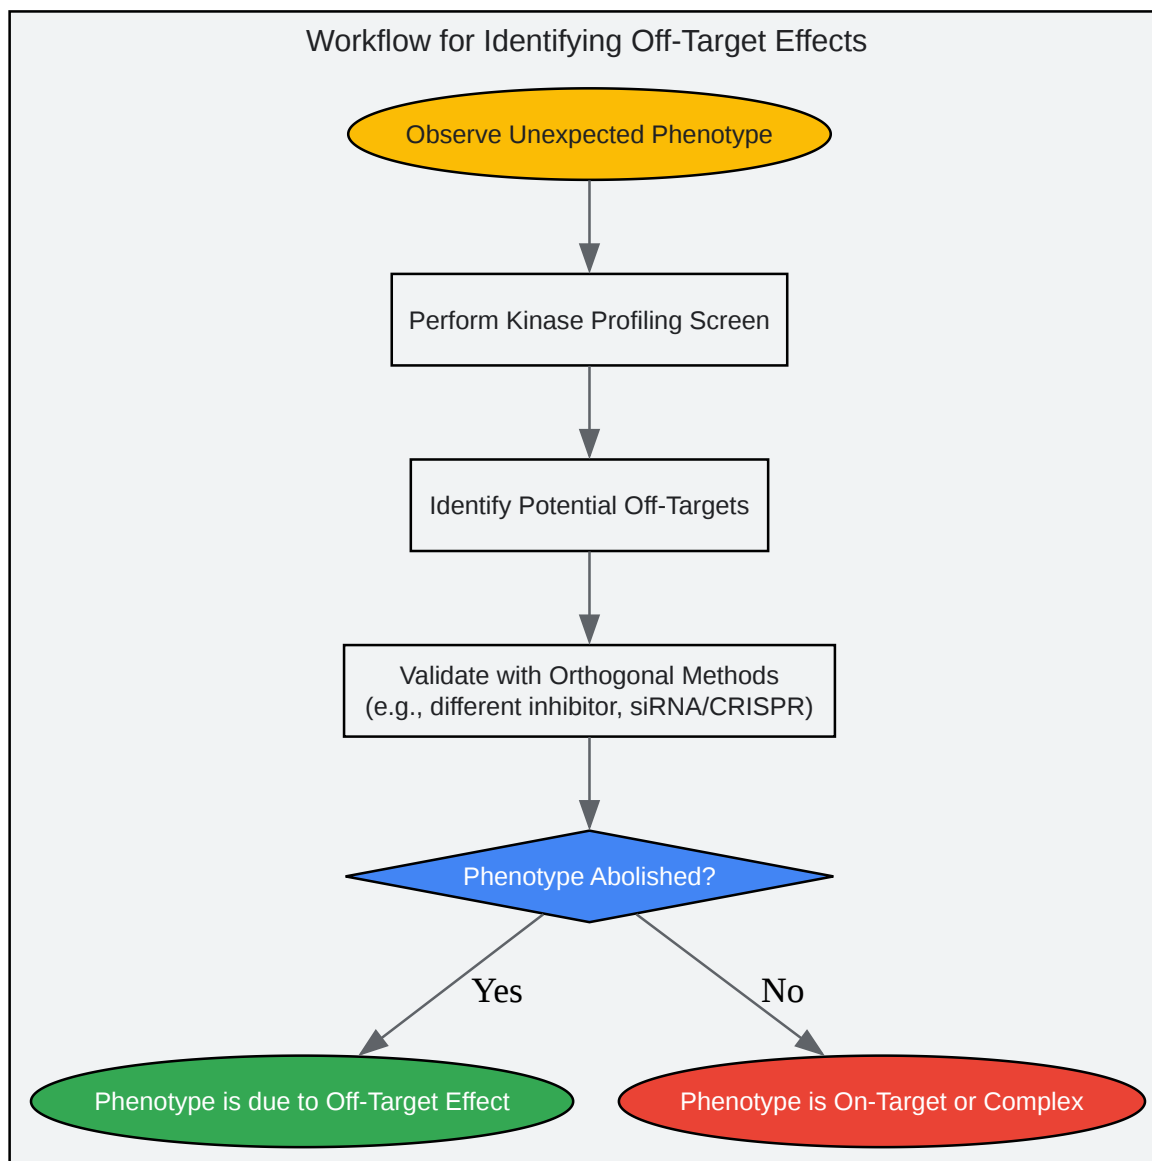 Workflow for Identifying Off-Target Effects
Observe Unexpected Phenotype
Perform Kinase Profiling Screen
Identify Potential Off-Targets
Validate with Orthogonal Methods
(e.g., different inhibitor, siRNA/CRISPR)
Phenotype Abolished?
Yes
No
Phenotype is due to Off-Target Effect
Phenotype is On-Target or Complex